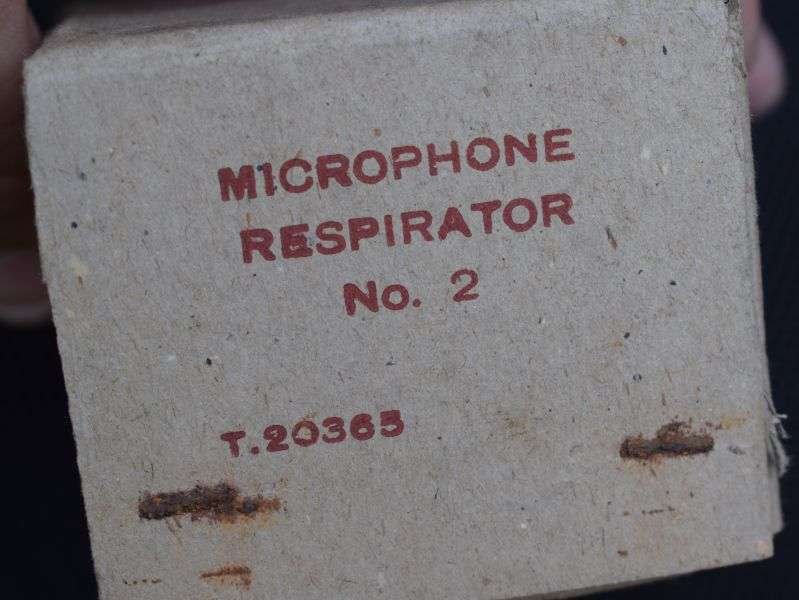 MICROPHONE
RESPIRATOR
No. 2
T.20365